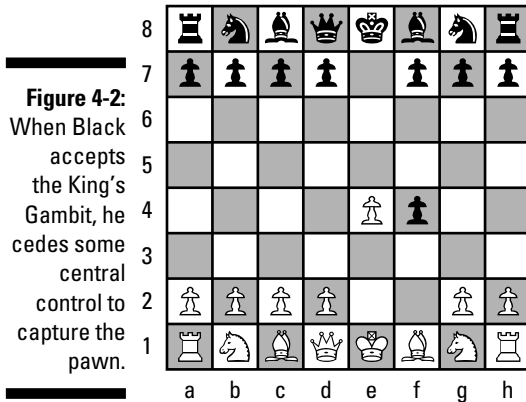 Figure 4-2:
When Black
accepts
the King's
Gambit, he
cedes some
central
control to
capture the
pawn.
8
7
6
5
4
3
2
1
a b c d e f g h